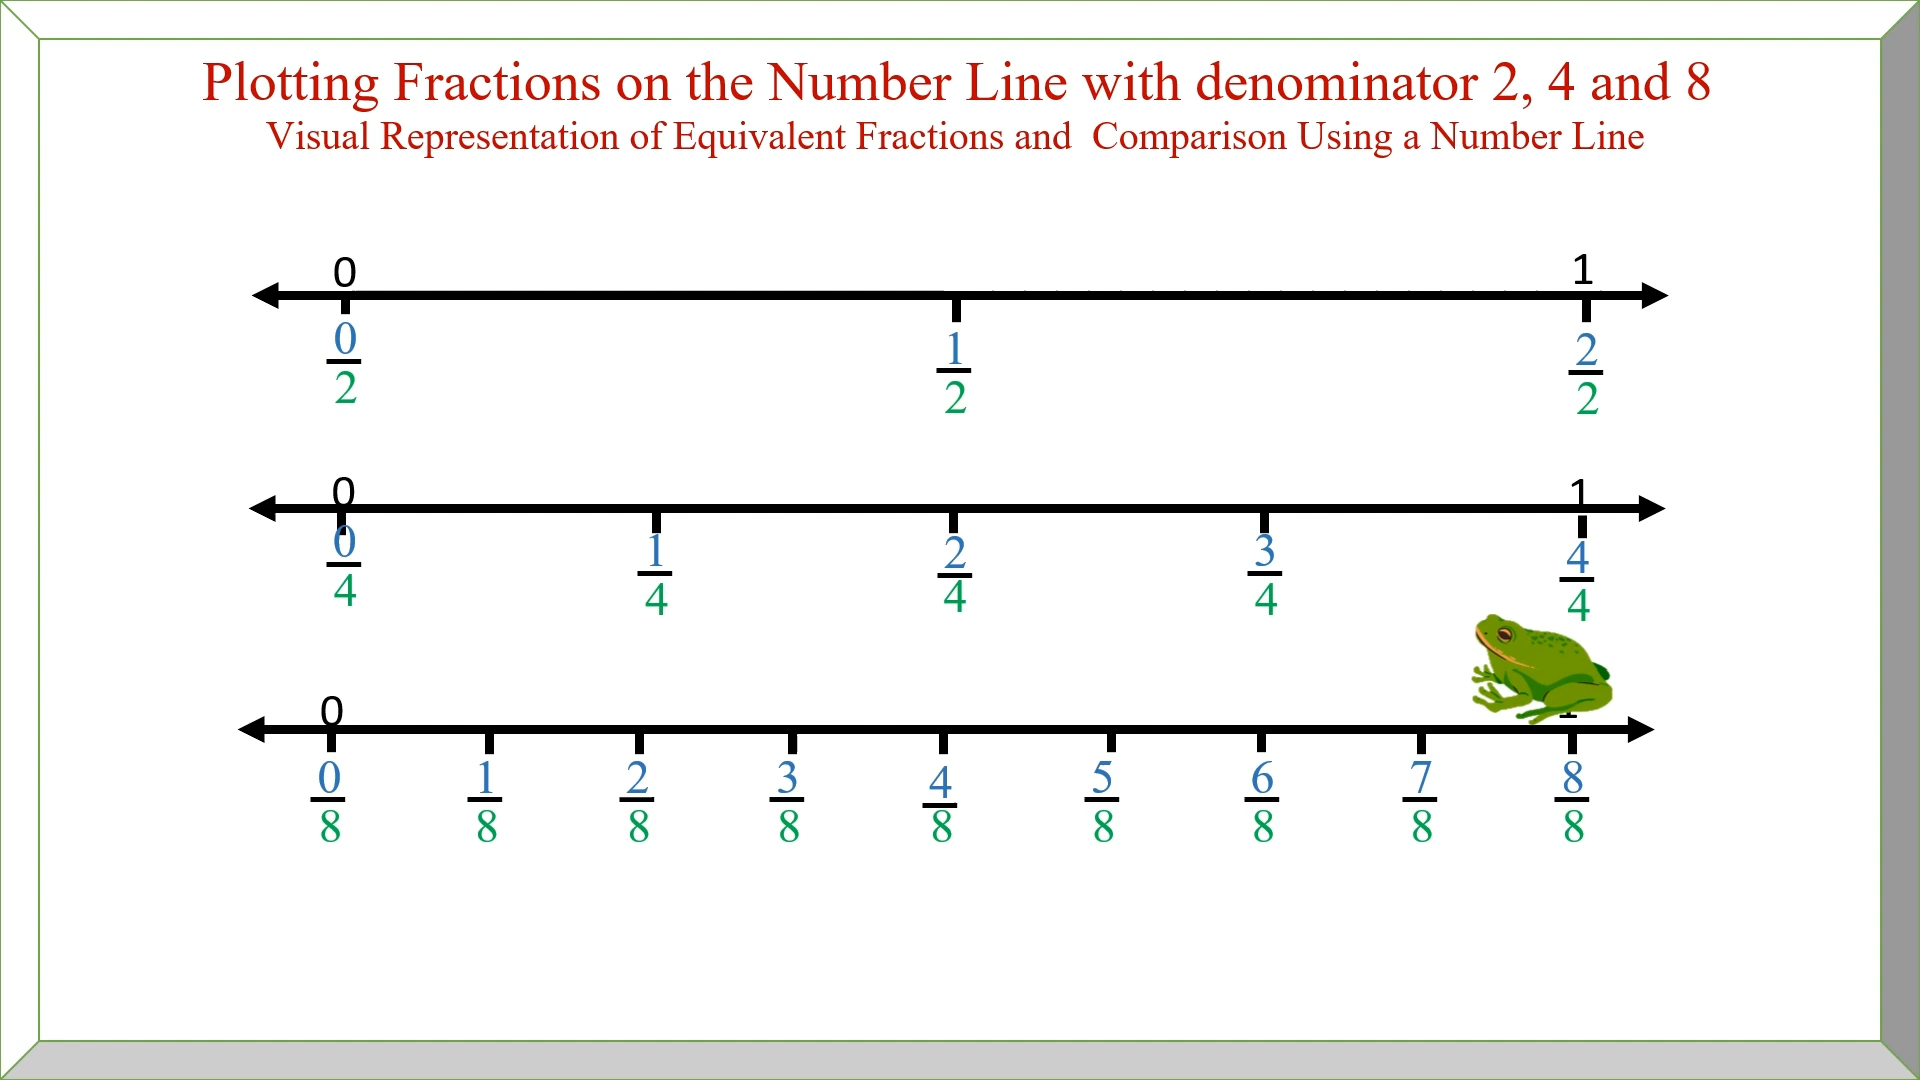 Plotting Fractions on the Number Line with denominator 2, 4 and 8
Visual Representation of Equivalent Fractions and Comparison Using a Number Line
0 1
0 1 2
2 2 2
0 1
0 1 2 3 4
4 4 4 4 4
0
0 1 2 3 4 5 6 7 8
8 8 8 8 8 8 8 8 8